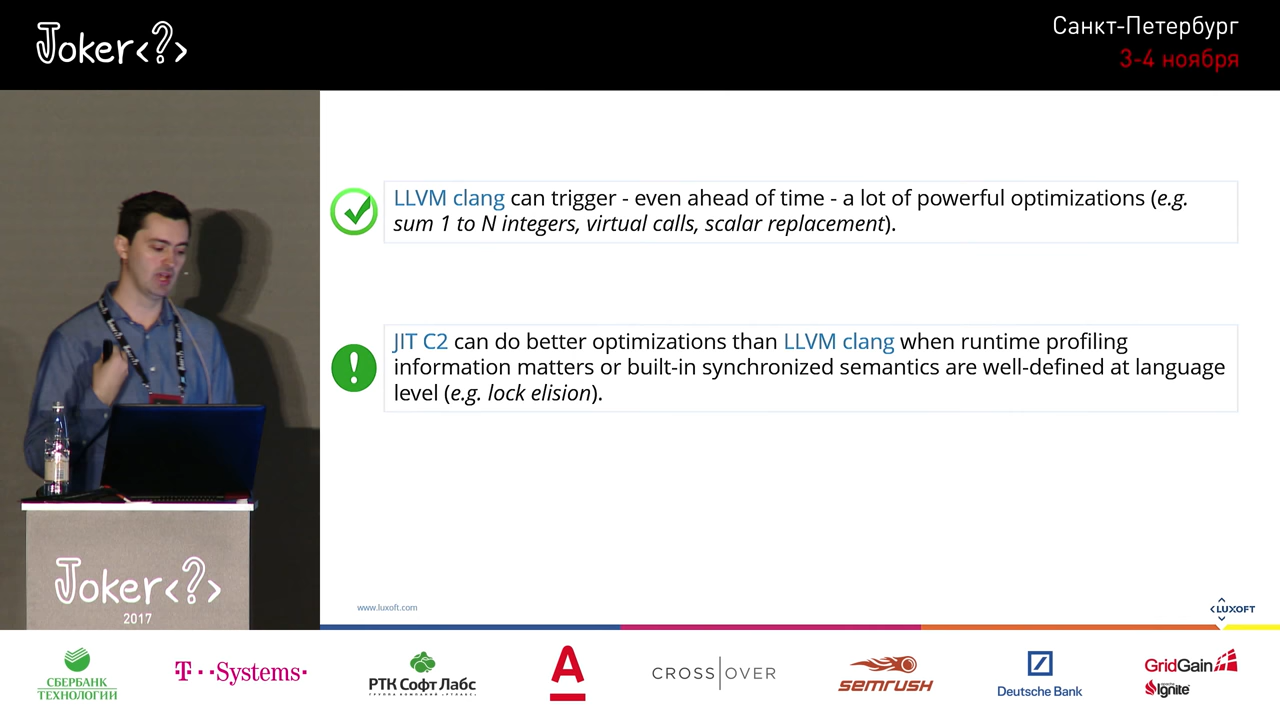 Joker<?>
Санкт-Петербург
3-4 ноября
LLVM clang can trigger - even ahead of time - a lot of powerful optimizations (e.g.
sum 1 to N integers, virtual calls, scalar replacement).
JIT C2 can do better optimizations than LLVM clang when runtime profiling
information matters or built-in synchronized semantics are well-defined at language
level (e.g. lock elision).
www.luxoft.com
LUXOFT
Joker<?>
2017
СБЕРБАНК
ТЕХНОЛОГИИ
T··Systems·
РТК Софт Лабс
ГРУППА КОМПАНИЙ «РТЛАБС»
А
CROSS OVER
semrush
Deutsche Bank
GridGain
Ignite